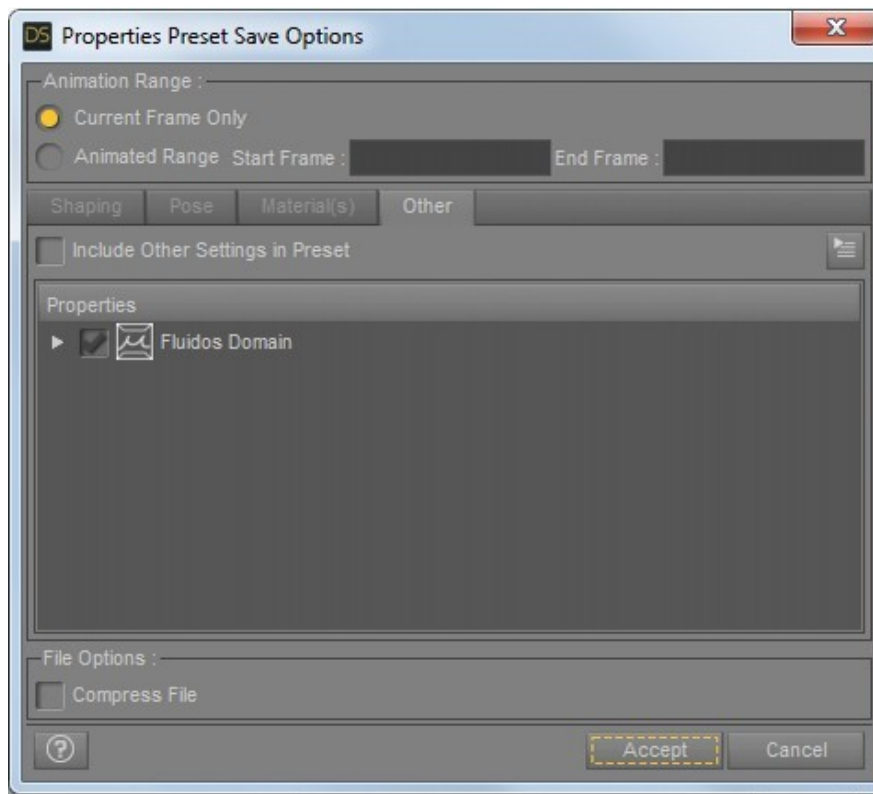 DS Properties Preset Save Options
X
Animation Range :
Current Frame Only
Animated Range Start Frame : End Frame :
Shaping Pose Material(s) Other
Include Other Settings in Preset
Properties
Fluidos Domain
File Options :
Compress File
? Accept Cancel